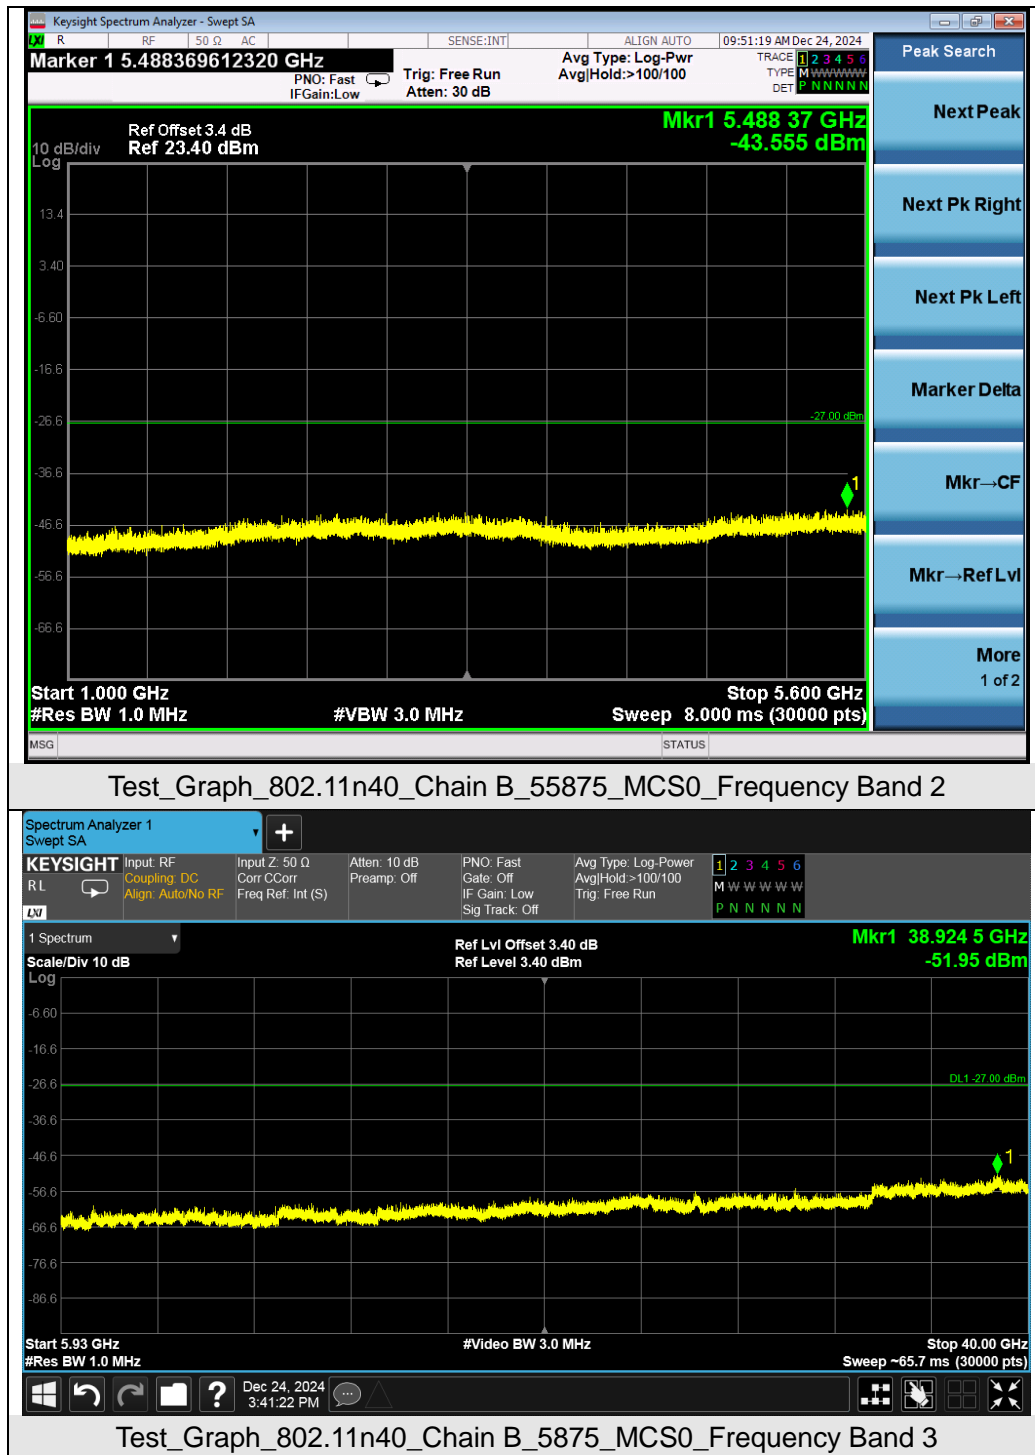 Keysight Spectrum Analyzer - Swept SA
LXI R RF 50 Ω AC SENSE:INT ALIGN AUTO 09:51:19 AM Dec 24, 2024
Marker 1 5.488369612320 GHz
PNO: Fast
IFGain:Low
Trig: Free Run
Atten: 30 dB
Avg Type: Log-Pwr
Avg|Hold:>100/100
TRACE 1 2 3 4 5 6
TYPE M WWWWW
DET P N N N N N
Peak Search
Next Peak
Next Pk Right
Next Pk Left
Marker Delta
Mkr→CF
Mkr→Ref Lvl
More
1 of 2
Mkr1 5.488 37 GHz
-43.555 dBm
Ref Offset 3.4 dB
10 dB/div Ref 23.40 dBm
Log
13.4
3.40
-6.60
-16.6
-26.6
-27.00 dBm
-36.6
1
-46.6
-56.6
-66.6
Start 1.000 GHz Stop 5.600 GHz
#Res BW 1.0 MHz #VBW 3.0 MHz Sweep 8.000 ms (30000 pts)
MSG STATUS
Test_Graph_802.11n40_Chain B_55875_MCS0_Frequency Band 2
Spectrum Analyzer 1
Swept SA
+
KEYSIGHT
R L
LXI
Input: RF
Coupling: DC
Align: Auto/No RF
Input Z: 50 Ω
Corr CCorr
Freq Ref: Int (S)
Atten: 10 dB
Preamp: Off
PNO: Fast
Gate: Off
IF Gain: Low
Sig Track: Off
Avg Type: Log-Power
Avg|Hold:>100/100
Trig: Free Run
1 2 3 4 5 6
M W W W W W
P N N N N N
1 Spectrum
Scale/Div 10 dB
Log
Ref Lvl Offset 3.40 dB
Ref Level 3.40 dBm
Mkr1 38.924 5 GHz
-51.95 dBm
-6.60
-16.6
-26.6
DL1 -27.00 dBm
-36.6
-46.6
1
-56.6
-66.6
-76.6
-86.6
Start 5.93 GHz #Video BW 3.0 MHz Stop 40.00 GHz
#Res BW 1.0 MHz Sweep ~65.7 ms (30000 pts)
? Dec 24, 2024
3:41:22 PM
Test_Graph_802.11n40_Chain B_5875_MCS0_Frequency Band 3